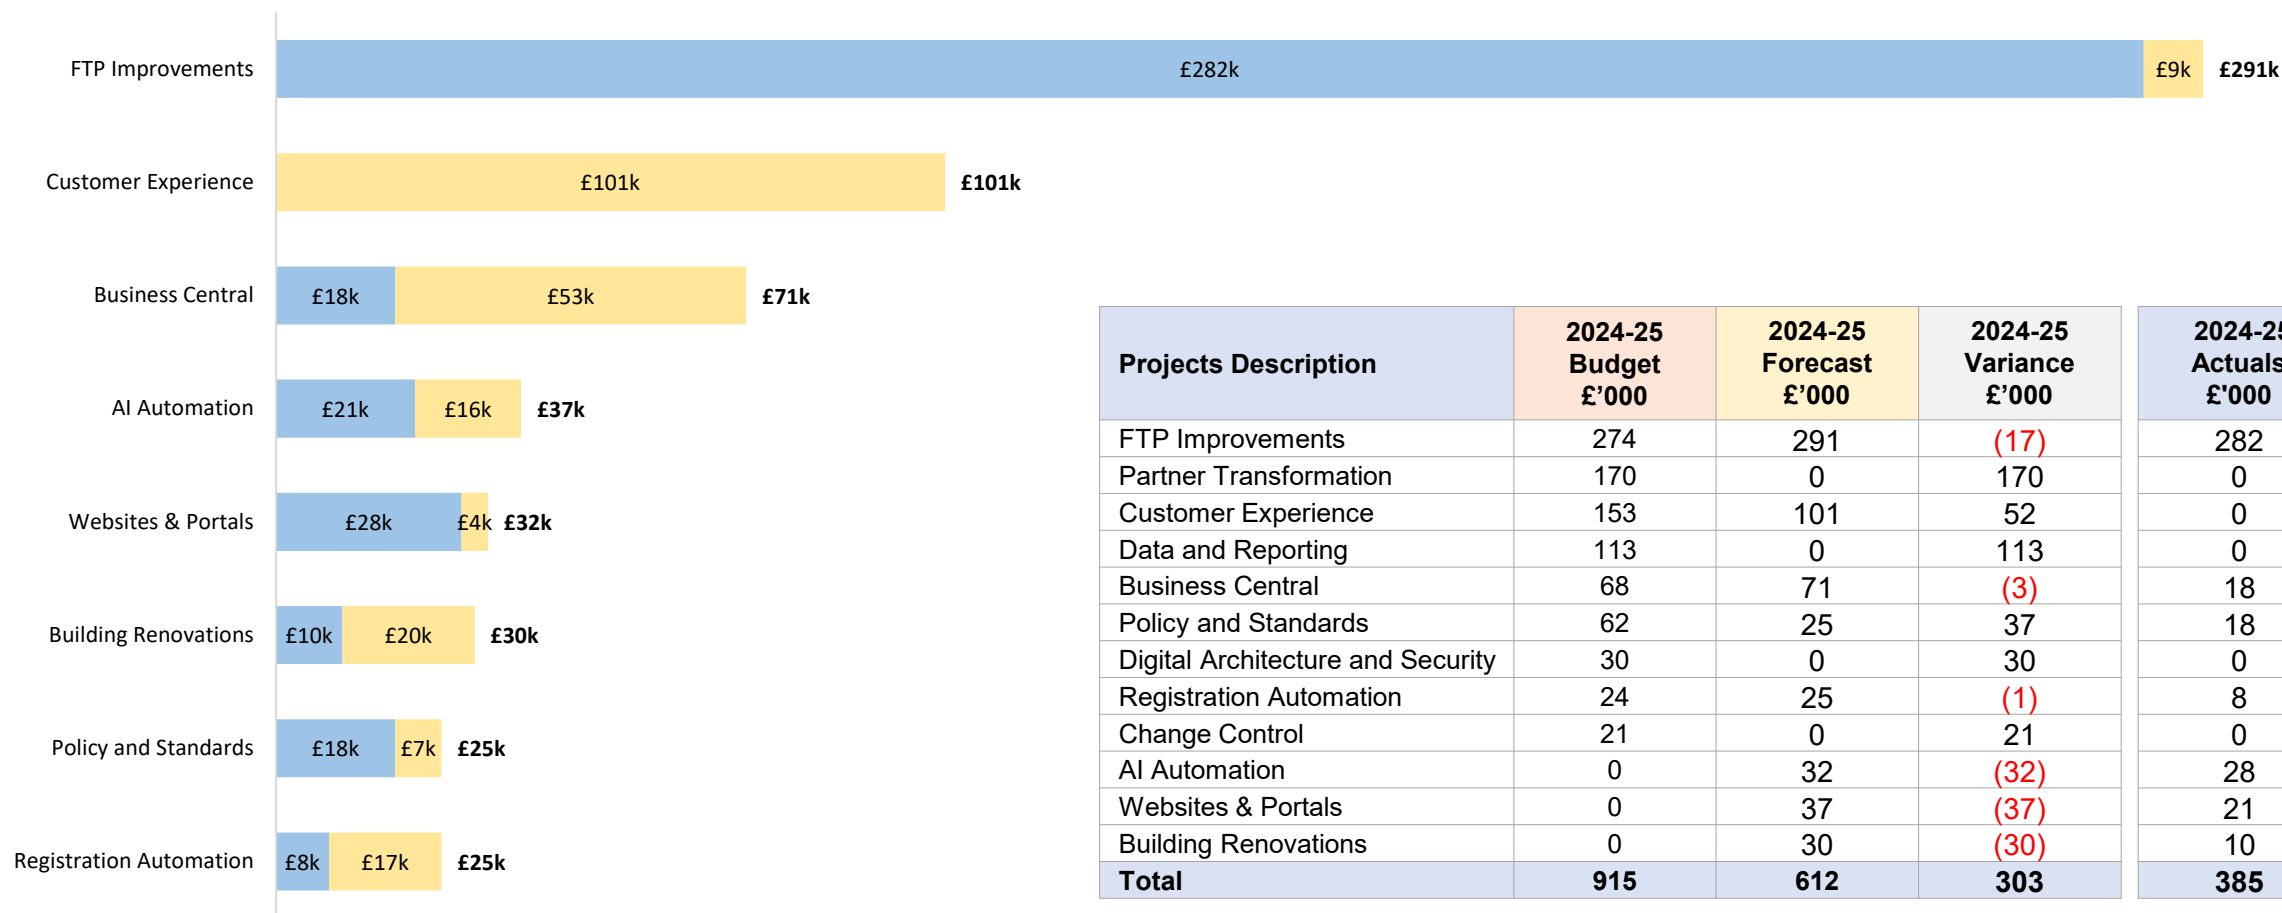 FTP Improvements £282k £9k £291k
Customer Experience £101k £101k
Business Central £18k £53k £71k
AI Automation £21k £16k £37k
Websites & Portals £28k £4k £32k
Building Renovations £10k £20k £30k
Policy and Standards £18k £7k £25k
Registration Automation £8k £17k £25k
Projects Description 2024-25 Budget £’000 2024-25 Forecast £’000 2024-25 Variance £’000 2024-25 Actuals £'000
FTP Improvements 274 291 (17) 282
Partner Transformation 170 0 170 0
Customer Experience 153 101 52 0
Data and Reporting 113 0 113 0
Business Central 68 71 (3) 18
Policy and Standards 62 25 37 18
Digital Architecture and Security 30 0 30 0
Registration Automation 24 25 (1) 8
Change Control 21 0 21 0
AI Automation 0 32 (32) 28
Websites & Portals 0 37 (37) 21
Building Renovations 0 30 (30) 10
Total 915 612 303 385